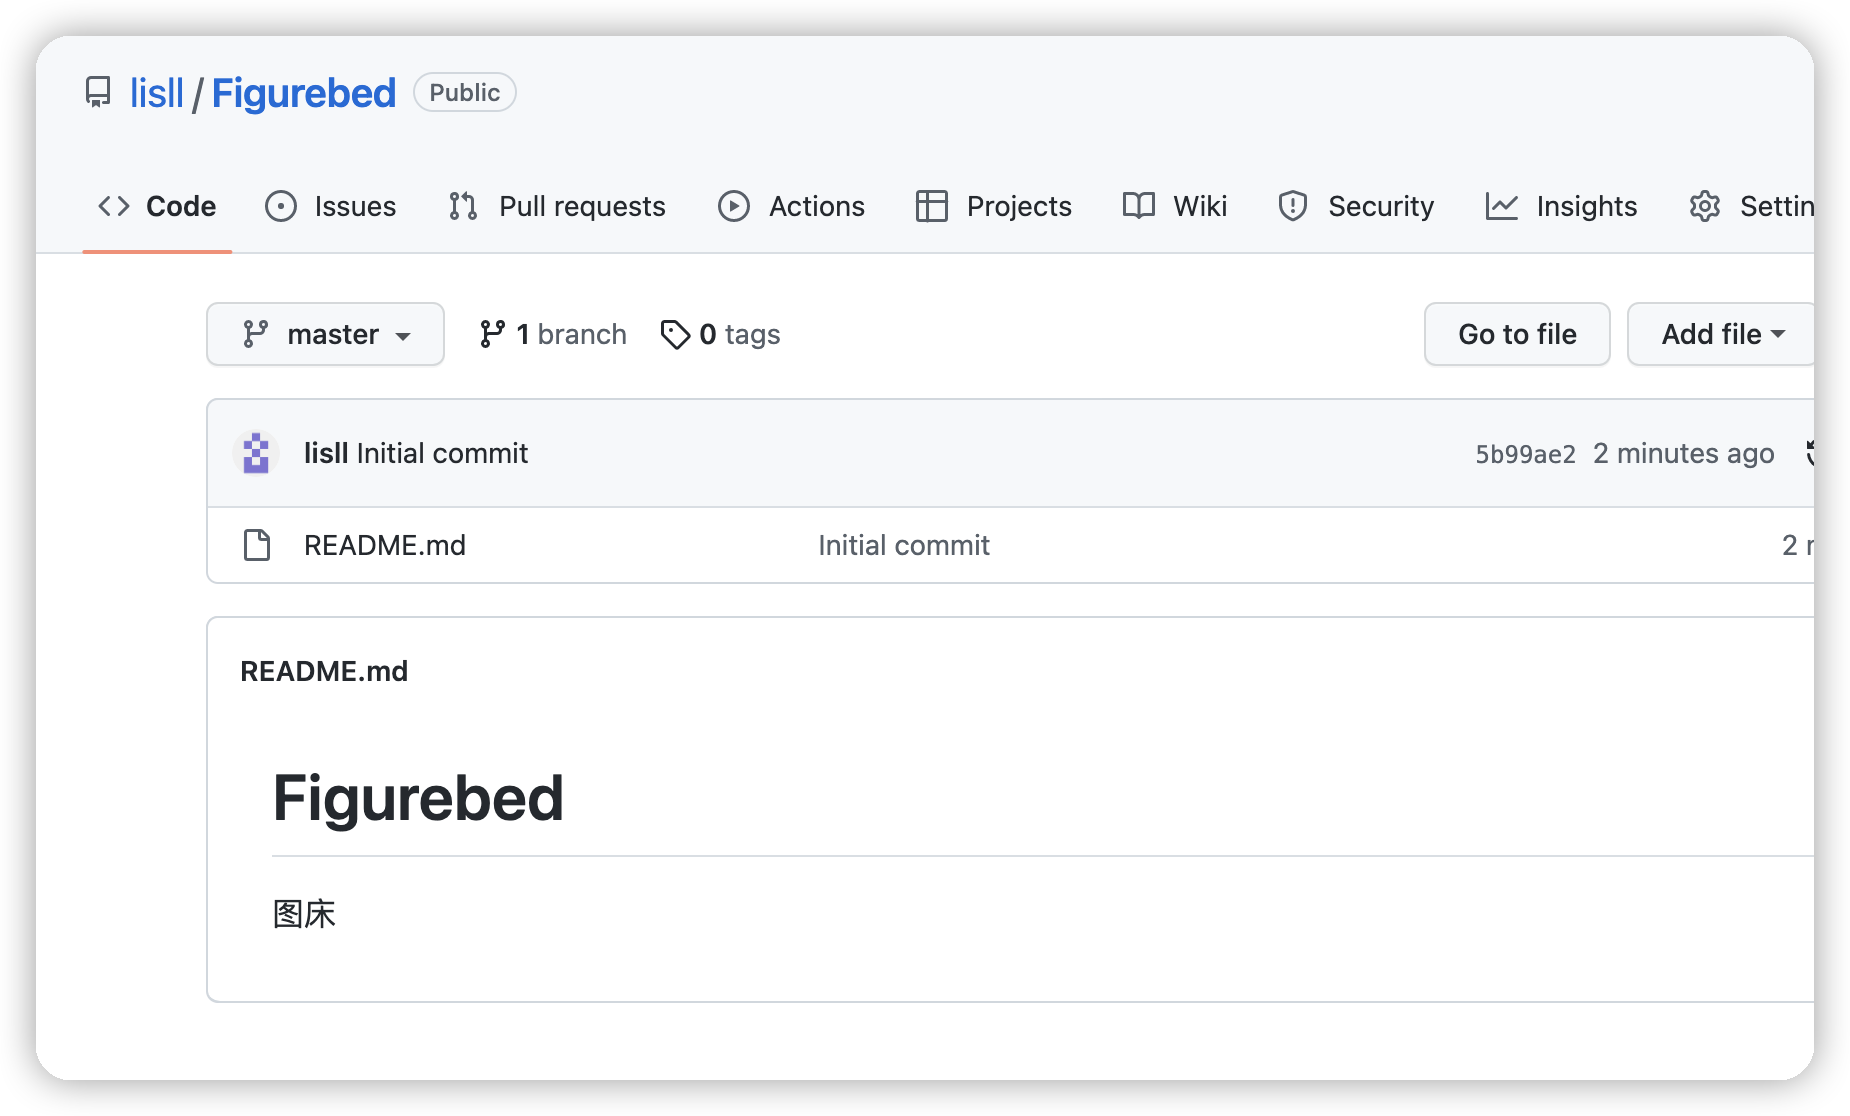 lisll / Figurebed Public
Code Issues Pull requests Actions Projects Wiki Security Insights Settin
master 1 branch 0 tags Go to file Add file
lisll Initial commit 5b99ae2 2 minutes ago
README.md Initial commit 2
README.md
Figurebed
图床